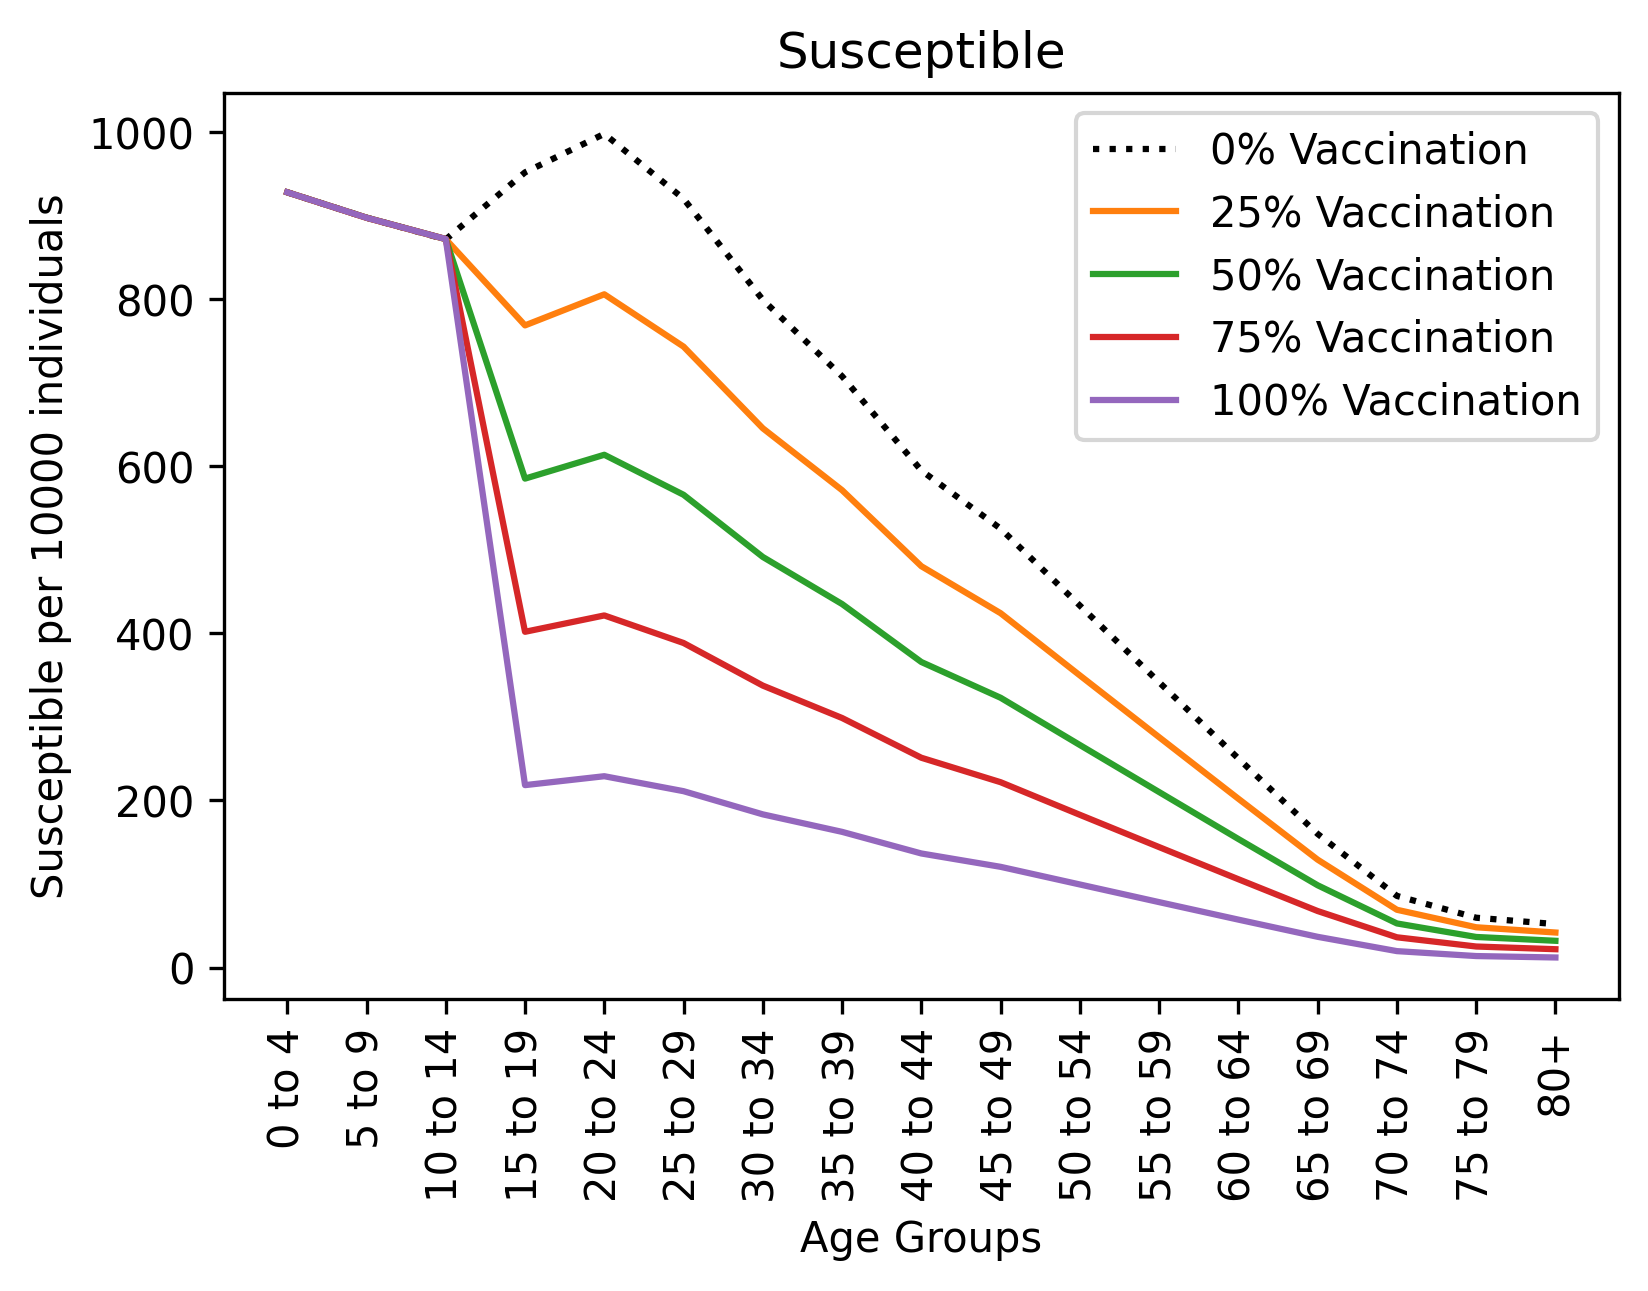 Susceptible
1000
800
600
400
200
0
Susceptible per 10000 individuals
0% Vaccination
25% Vaccination
50% Vaccination
75% Vaccination
100% Vaccination
0 to 4
5 to 9
10 to 14
15 to 19
20 to 24
25 to 29
30 to 34
35 to 39
40 to 44
45 to 49
50 to 54
55 to 59
60 to 64
65 to 69
70 to 74
75 to 79
80+
Age Groups